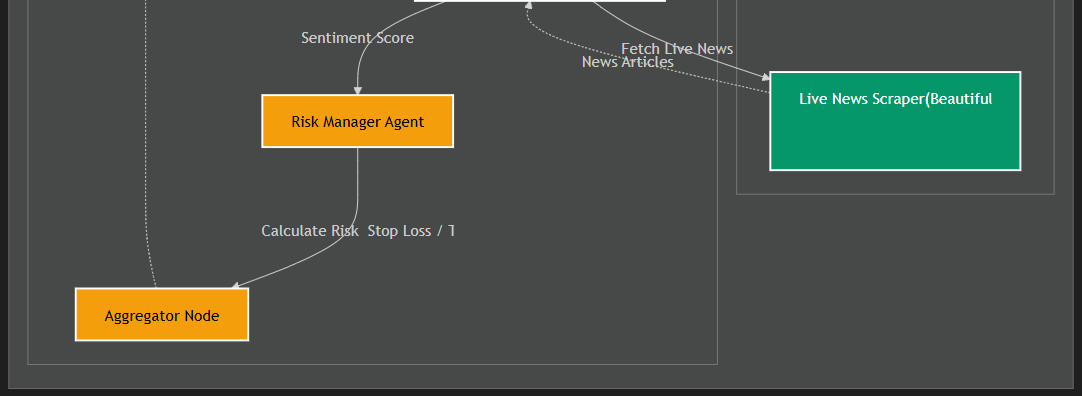 Sentiment Score
Fetch Live News
News Articles
Live News Scraper(Beautiful
Risk Manager Agent
Calculate Risk  Stop Loss / T
Aggregator Node